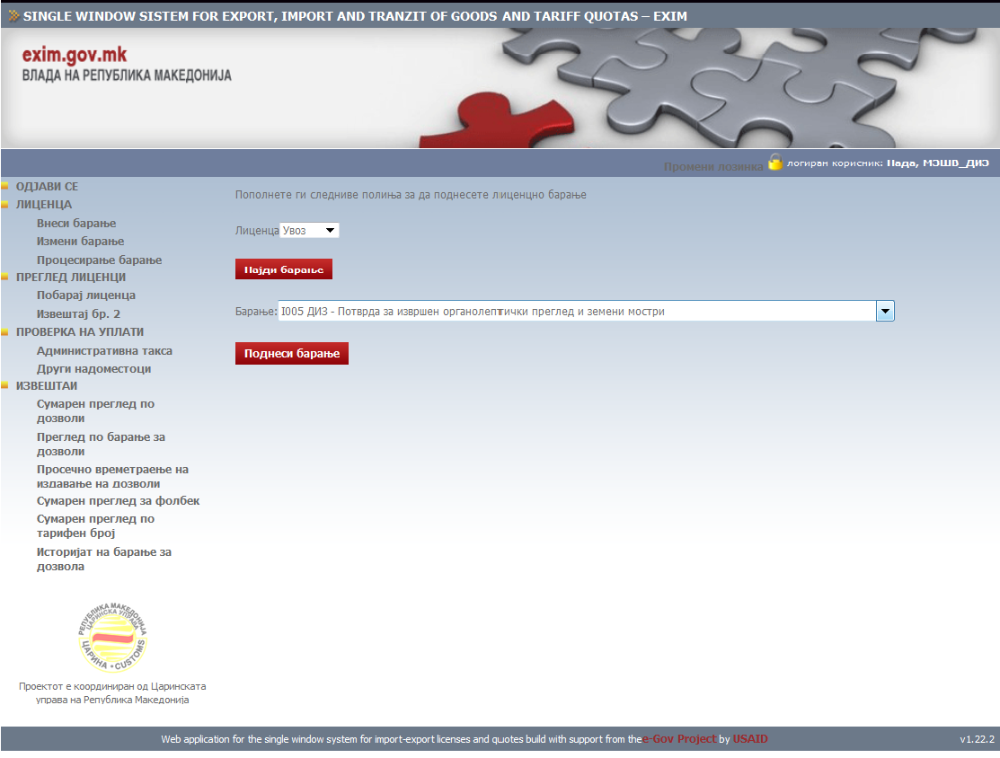 SINGLE WINDOW SISTEM FOR EXPORT, IMPORT AND TRANZIT OF GOODS AND TARIFF QUOTAS – EXIM
exim.gov.mk
ВЛАДА НА РЕПУБЛИКА МАКЕДОНИЈА
Промени лозинка логиран корисник: Нада, МЗШВ_ДИЗ
ОДЈАВИ СЕ
ЛИЦЕНЦА
Внеси барање
Измени барање
Процесирање барање
ПРЕГЛЕД ЛИЦЕНЦИ
Побарај лиценца
Извештај бр. 2
ПРОВЕРКА НА УПЛАТИ
Административна такса
Други надоместоци
ИЗВЕШТАИ
Сумарен преглед по
дозволи
Преглед по барање за
дозволи
Просечно времетраење на
издавање на дозволи
Сумарен преглед за фолбек
Сумарен преглед по
тарифен број
Историјат на барање за
дозвола
РЕПУБЛИКА МАКЕДОНИЈА
ЦАРИНСКА УПРАВА
ЦАРИНА • CUSTOMS
Проектот е координиран од Царинската
управа на Република Македонија
Пополнете ги следниве полиња за да поднесете лиценцно барање
Лиценца Увоз
Најди барање
Барање: I005 ДИЗ - Потврда за извршен органолептички преглед и земени мостри
Поднеси барање
Web application for the single window system for import-export licenses and quotes build with support from the e-Gov Project by USAID
v1.22.2